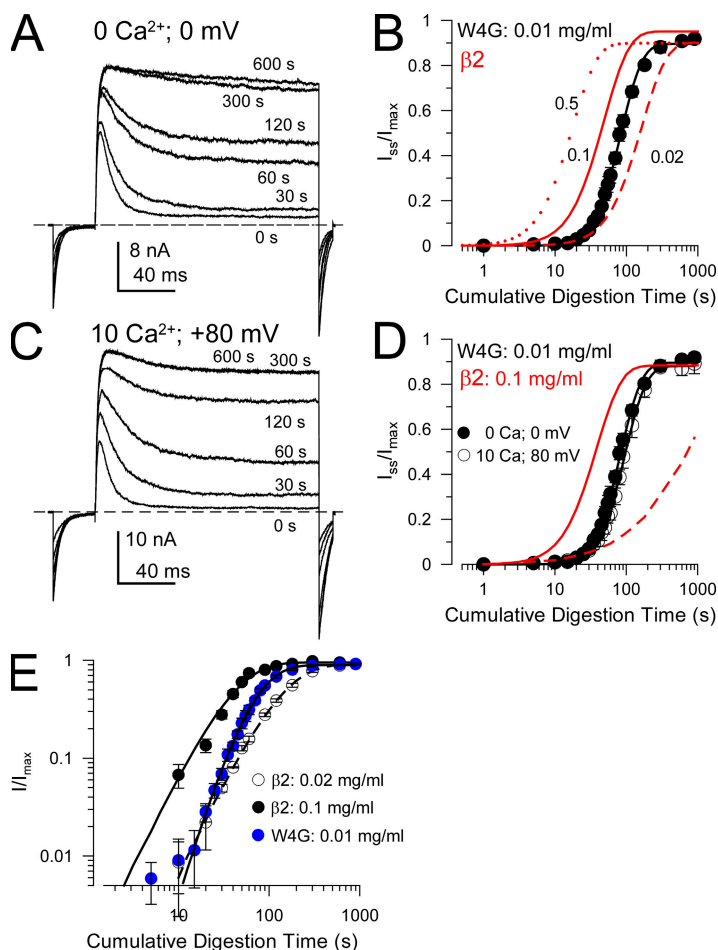 A
0 Ca2+; 0 mV
600 s
300 s
120 s
60 s
30 s
0 s
8 nA
40 ms
B
W4G: 0.01 mg/ml
β2
0.5
0.1
0.02
Iss/Imax
1
0.8
0.6
0.4
0.2
0
1
10
100
1000
Cumulative Digestion Time (s)
C
10 Ca2+; +80 mV
600 s
300 s
120 s
60 s
30 s
0 s
10 nA
40 ms
D
W4G: 0.01 mg/ml
β2: 0.1 mg/ml
0 Ca; 0 mV
10 Ca; 80 mV
Iss/Imax
1
0.8
0.6
0.4
0.2
0
1
10
100
1000
Cumulative Digestion Time (s)
E
I/Imax
1
0.1
0.01
β2: 0.02 mg/ml
β2: 0.1 mg/ml
W4G: 0.01 mg/ml
10
100
1000
Cumulative Digestion Time (s)